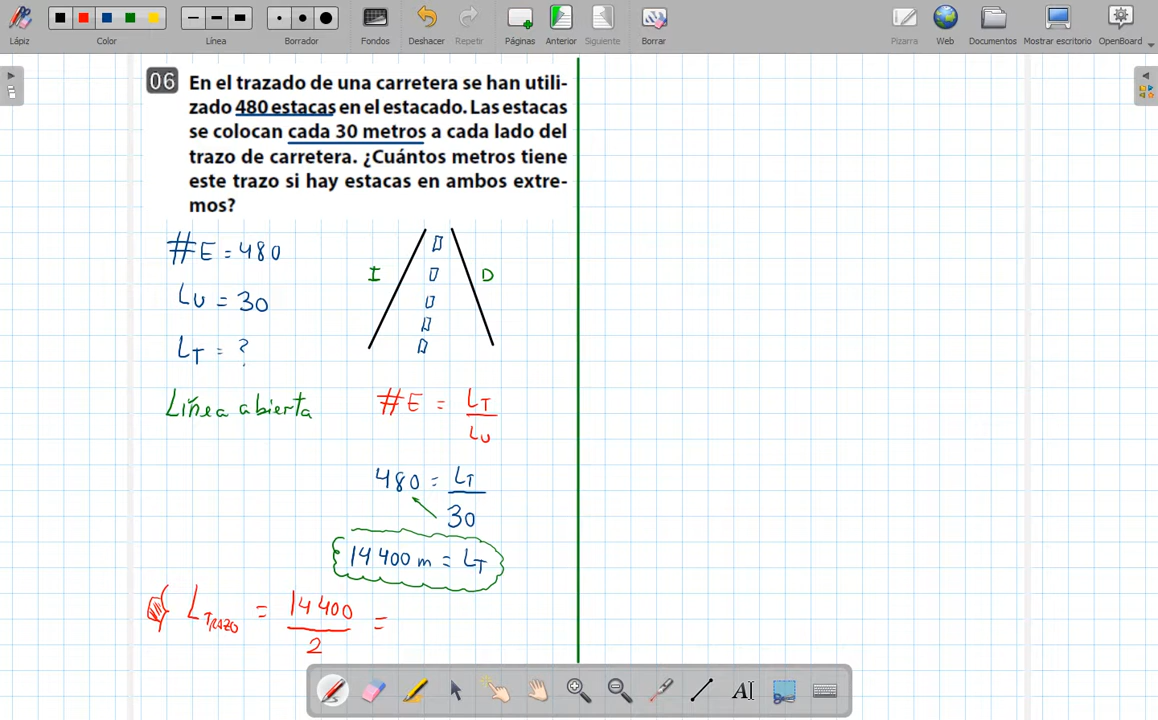 Lápiz
Color
Línea
Borrador
Fondos
Deshacer
Repetir
Páginas
Anterior
Siguiente
Borrar
Pizarra
Web
Documentos
Mostrar escritorio
OpenBoard
06 En el trazado de una carretera se han utili-
zado 480 estacas en el estacado. Las estacas
se colocan cada 30 metros a cada lado del
trazo de carretera. ¿Cuántos metros tiene
este trazo si hay estacas en ambos extre-
mos?
#E = 480
LU = 30
LT = ?
I
D
Línea abierta
#E = LT
LU
480 = LT
30
14 400 m = LT
LTRAZO = 14 400 =
2
AI